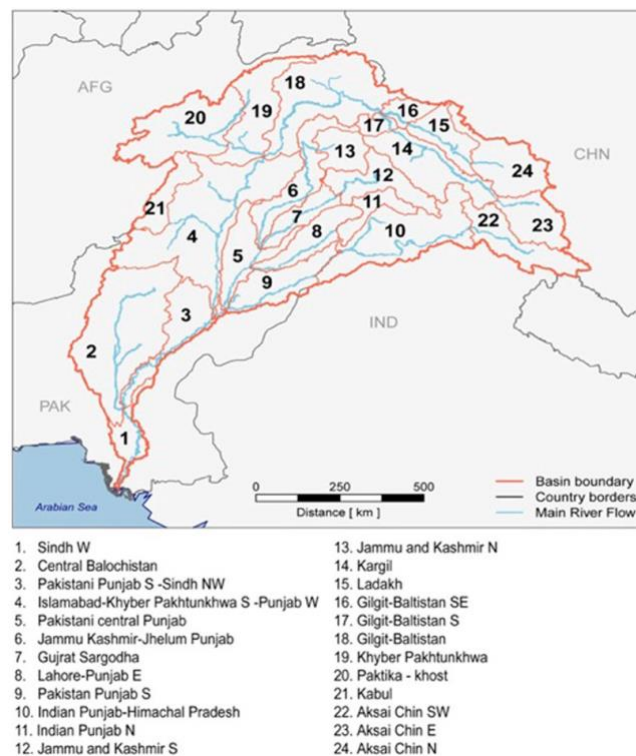 AFG
18
16
20
19
17
15
CHN
13
14
24
12
6
21
11
7
22
23
4
8
10
5
9
3
IND
2
PAK
1
0 250 500
Distance [ km ]
Basin boundary
Country borders
Main River Flow
Arabian Sea
1. Sindh W
2. Central Balochistan
3. Pakistani Punjab S -Sindh NW
4. Islamabad-Khyber Pakhtunkhwa S -Punjab W
5. Pakistani central Punjab
6. Jammu Kashmir-Jhelum Punjab
7. Gujrat Sargodha
8. Lahore-Punjab E
9. Pakistan Punjab S
10. Indian Punjab-Himachal Pradesh
11. Indian Punjab N
12. Jammu and Kashmir S
13. Jammu and Kashmir N
14. Kargil
15. Ladakh
16. Gilgit-Baltistan SE
17. Gilgit-Baltistan S
18. Gilgit-Baltistan
19. Khyber Pakhtunkhwa
20. Paktika - khost
21. Kabul
22. Aksai Chin SW
23. Aksai Chin E
24. Aksai Chin N